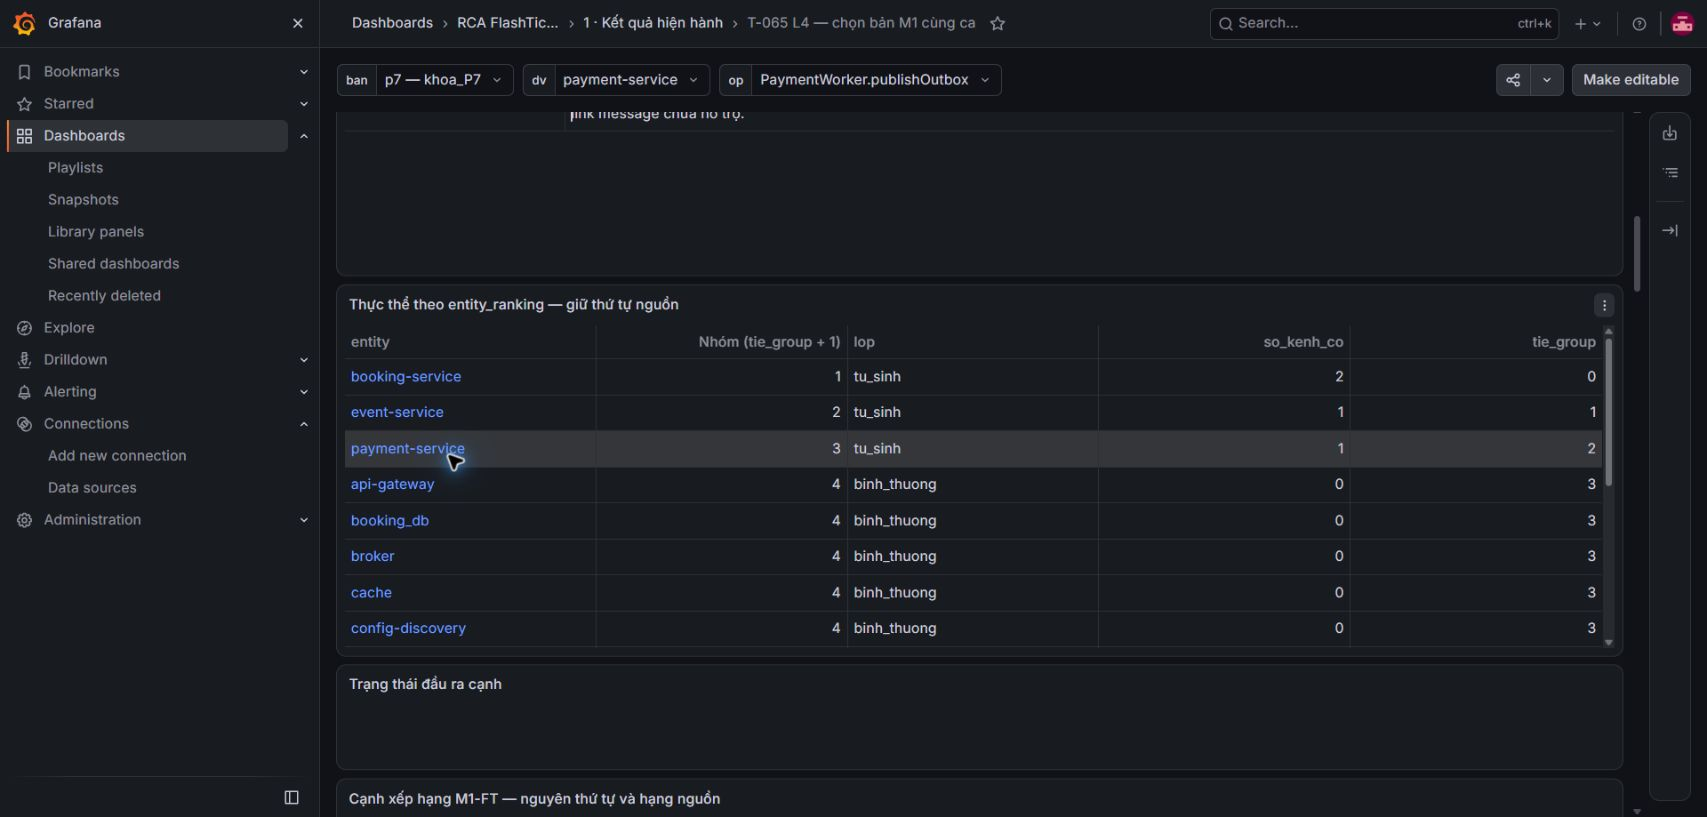 Grafana
Dashboards › RCA FlashTic... › 1 · Kết quả hiện hành › T-065 L4 — chọn bản M1 cùng ca
Search...
ctrl+k
Bookmarks
Starred
Dashboards
Playlists
Snapshots
Library panels
Shared dashboards
Recently deleted
Explore
Drilldown
Alerting
Connections
Add new connection
Data sources
Administration
ban p7 — khoa_P7
dv payment-service
op PaymentWorker.publishOutbox
Make editable
Thực thể theo entity_ranking — giữ thứ tự nguồn
entity Nhóm (tie_group + 1) lop so_kenh_co tie_group
booking-service 1 tu_sinh 2 0
event-service 2 tu_sinh 1 1
payment-service 3 tu_sinh 1 2
api-gateway 4 binh_thuong 0 3
booking_db 4 binh_thuong 0 3
broker 4 binh_thuong 0 3
cache 4 binh_thuong 0 3
config-discovery 4 binh_thuong 0 3
Trạng thái đầu ra cạnh
Cạnh xếp hạng M1-FT — nguyên thứ tự và hạng nguồn